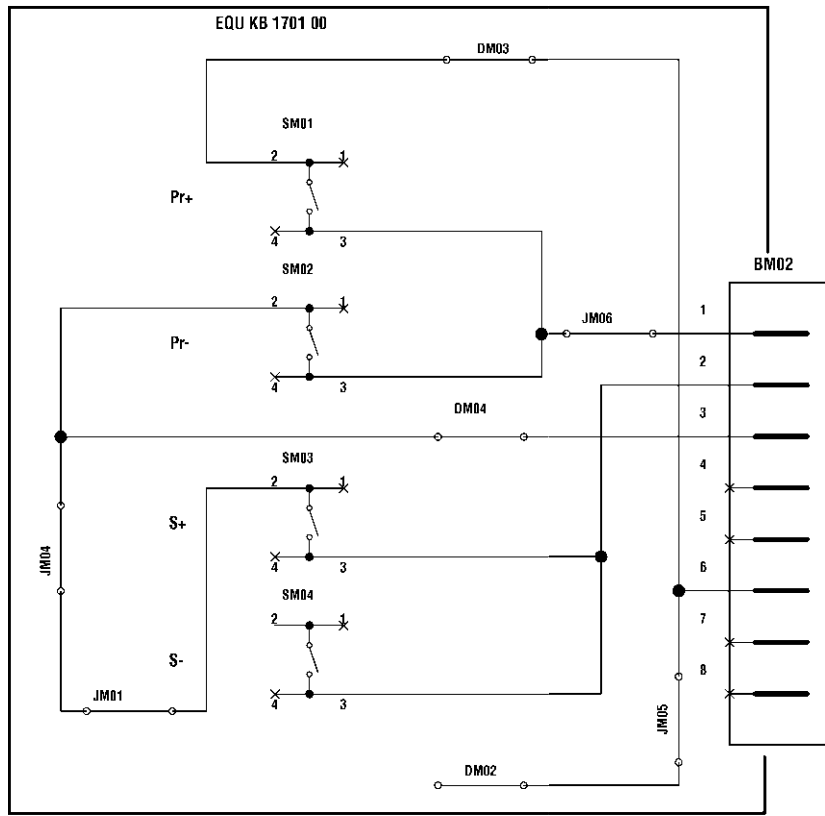 EQU KB 1701 00
DM03
SM01
2 1
Pr+
4 3
BM02
SM02
2 1
1
JM06
Pr-
2
4 3
DM04
3
SM03
4
2 1
S+
5
JM04
4 3
6
SM04
2 1
7
S-
8
JM01
4 3
JM05
DM02